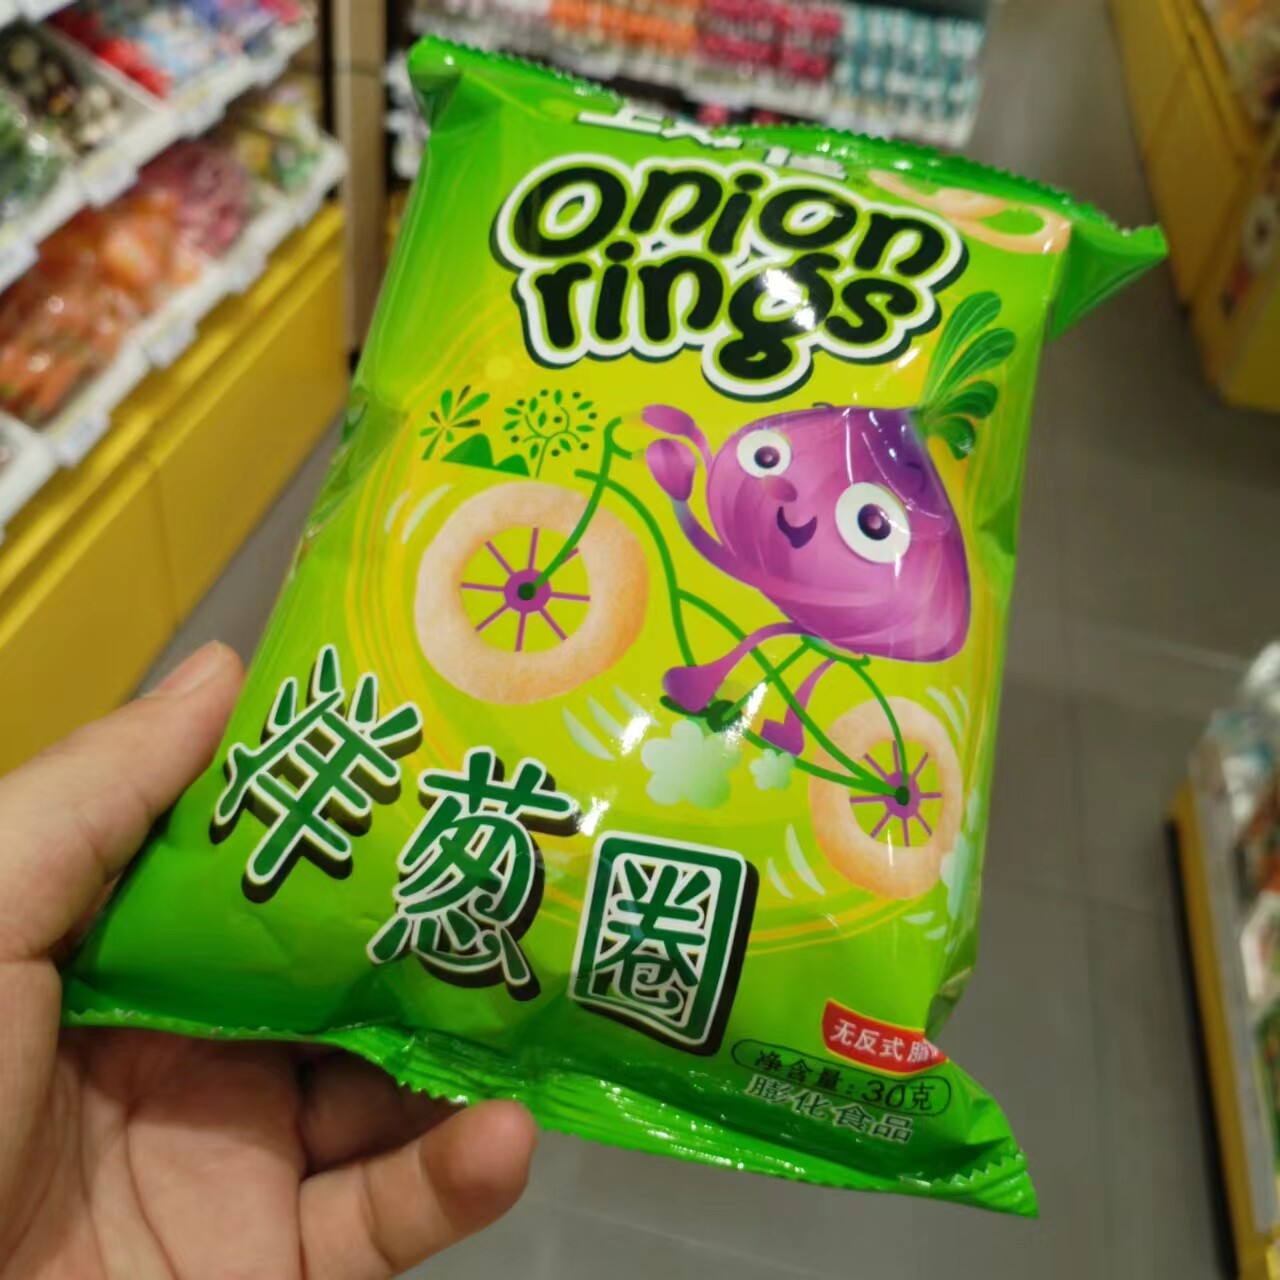 Onion
rings
洋葱圈
无反式脂
净含量:30克
膨化食品